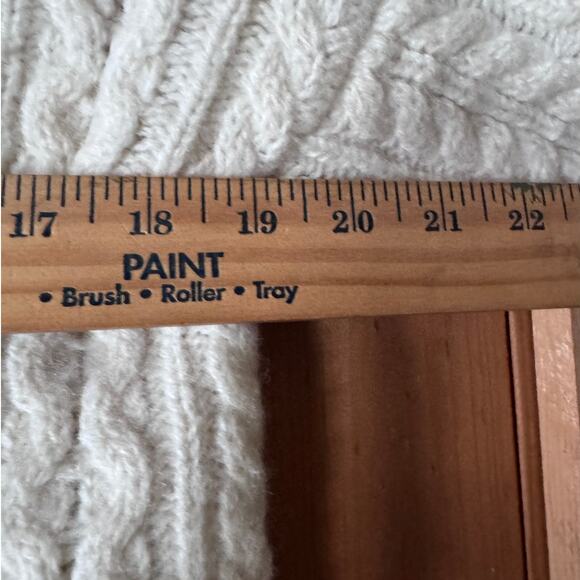 17 18 19 20 21 22
PAINT
• Brush • Roller • Tray